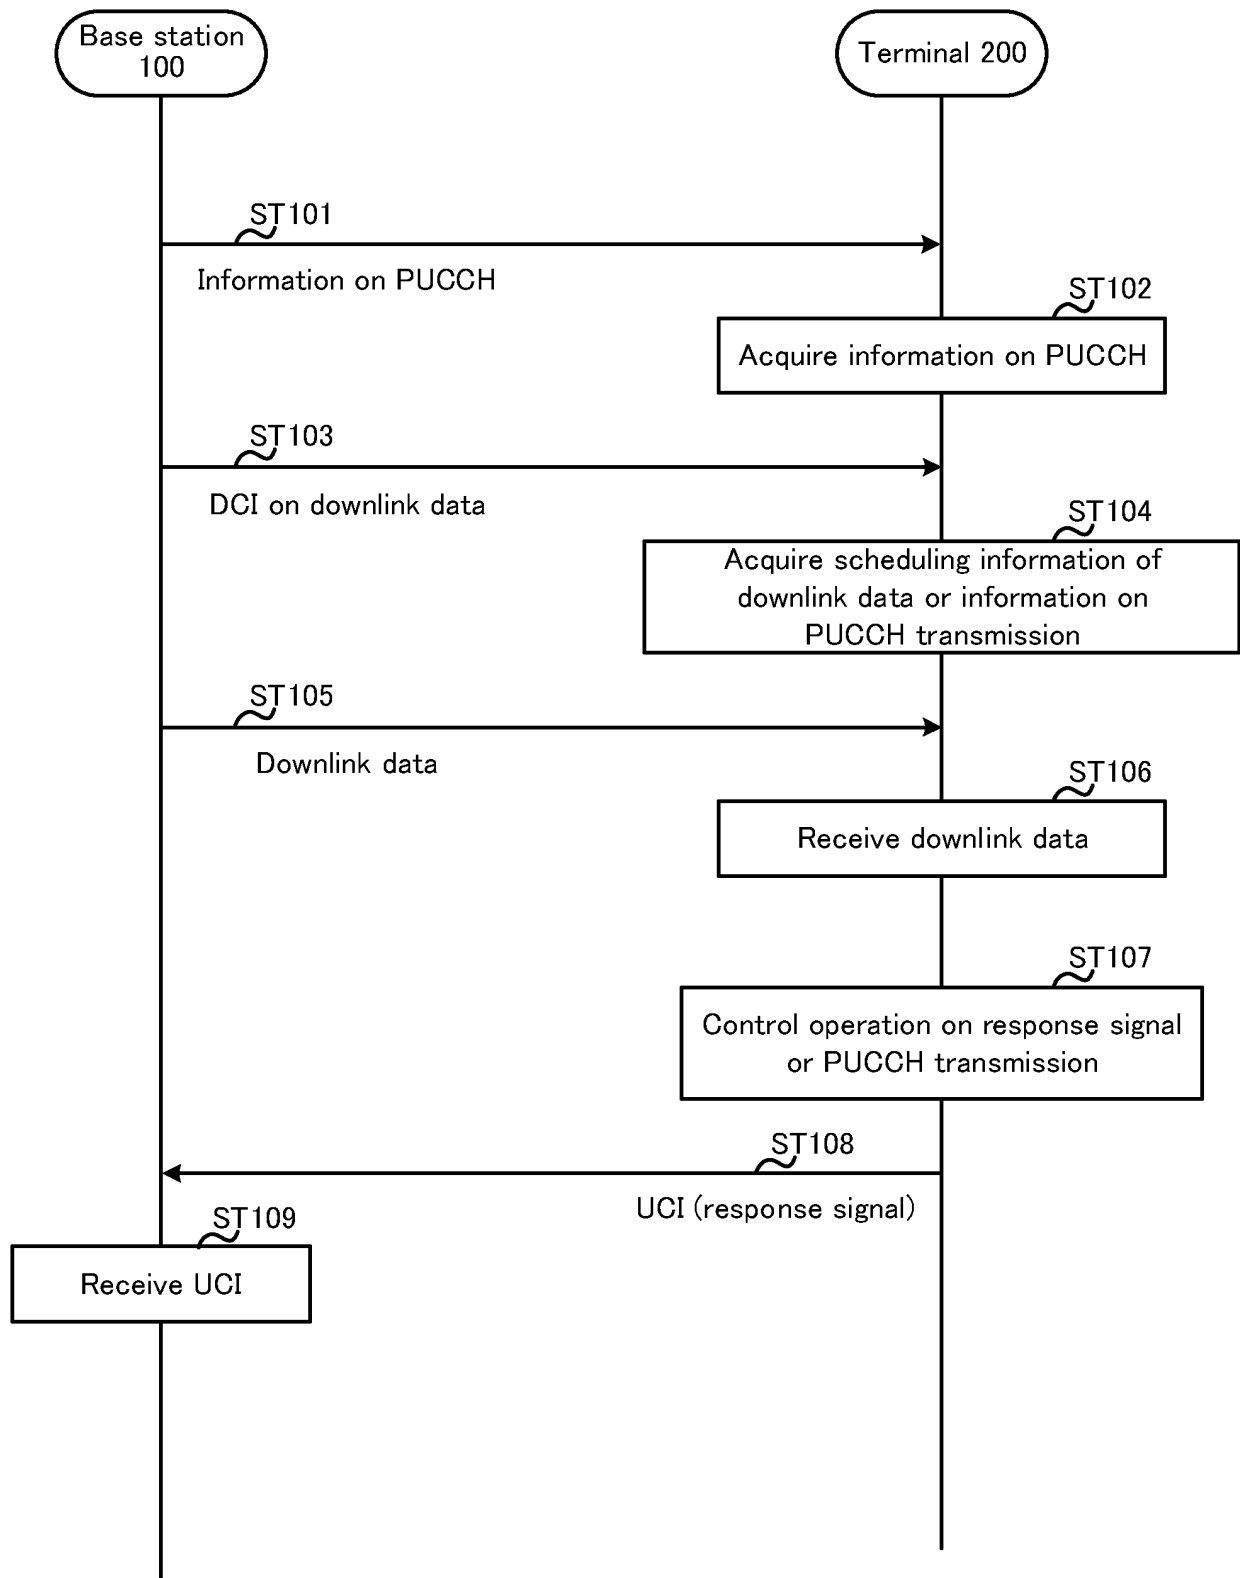 Base station
100
Terminal 200
ST101
Information on PUCCH
ST102
Acquire information on PUCCH
ST103
DCI on downlink data
ST104
Acquire scheduling information of
downlink data or information on
PUCCH transmission
ST105
Downlink data
ST106
Receive downlink data
ST107
Control operation on response signal
or PUCCH transmission
ST108
UCI (response signal)
ST109
Receive UCI